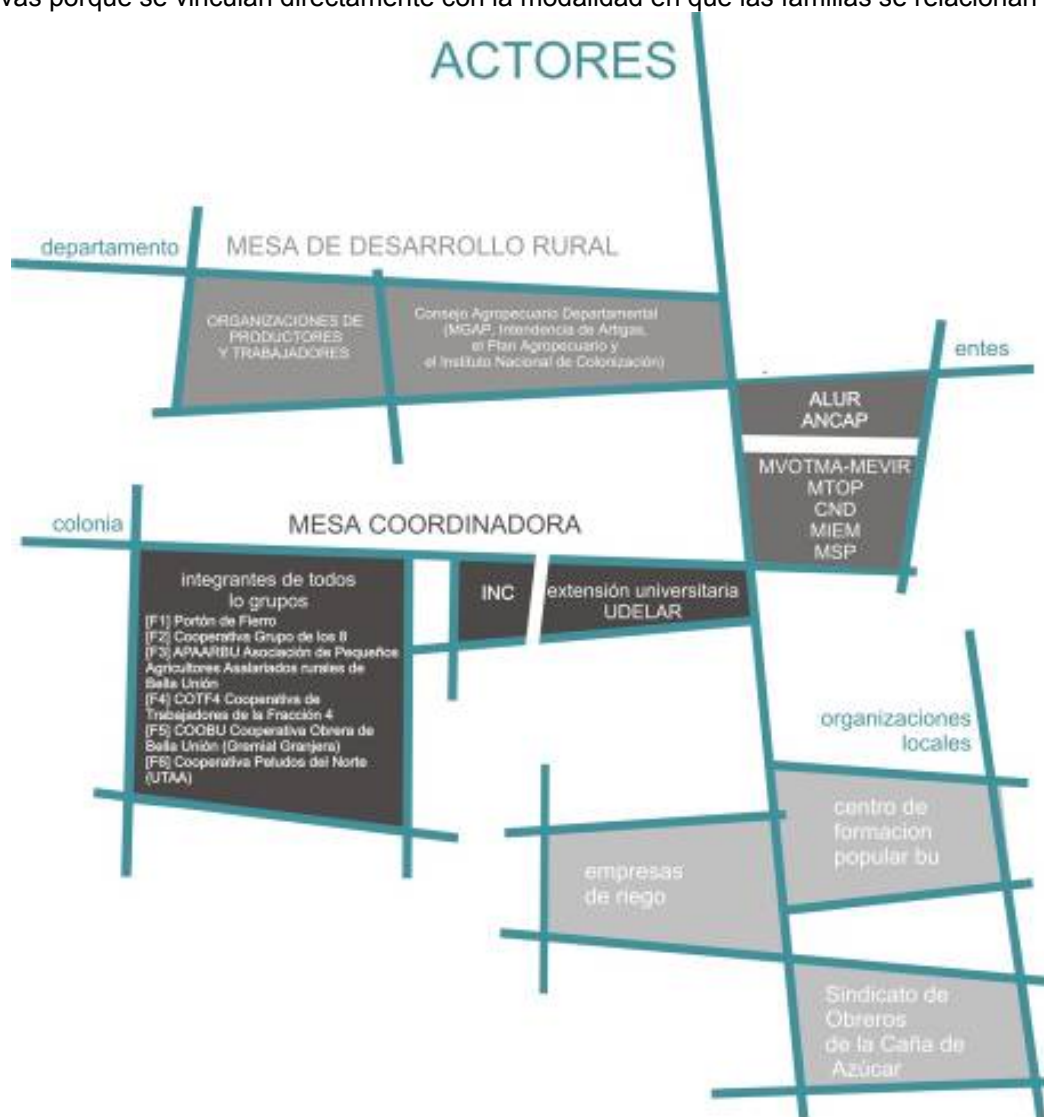 vas porque se vinculan directamente con la modalidad en que las familias se relacionan
ACTORES
departamento
MESA DE DESARROLLO RURAL
ORGANIZACIONES DE
PRODUCTORES
Y TRABAJADORES
Consejo Agropecuario Departamental
(MGAP, Intendencia de Artigas,
el Plan Agropecuario y
el Instituto Nacional de Colonización)
entes
ALUR
ANCAP
MVOTMA-MEVIR
MTOP
CND
MIEM
MSP
colonia
MESA COORDINADORA
integrantes de todos
lo grupos
[F1] Portón de Fierro
[F2] Cooperativa Grupo de los 8
[F3] APAARBU Asociación de Pequeños
Agricultores Asalariados rurales de
Bella Unión
[F4] COTF4 Cooperativa de
Trabajadores de la Fracción 4
[F5] COOBU Cooperativa Obrera de
Bella Unión (Gremial Granjera)
[F6] Cooperativa Peludos del Norte
(UTAA)
INC
extensión universitaria
UDELAR
organizaciones
locales
centro de
formacion
popular bu
empresas
de riego
Sindicato de
Obreros
de la Caña de
Azúcar